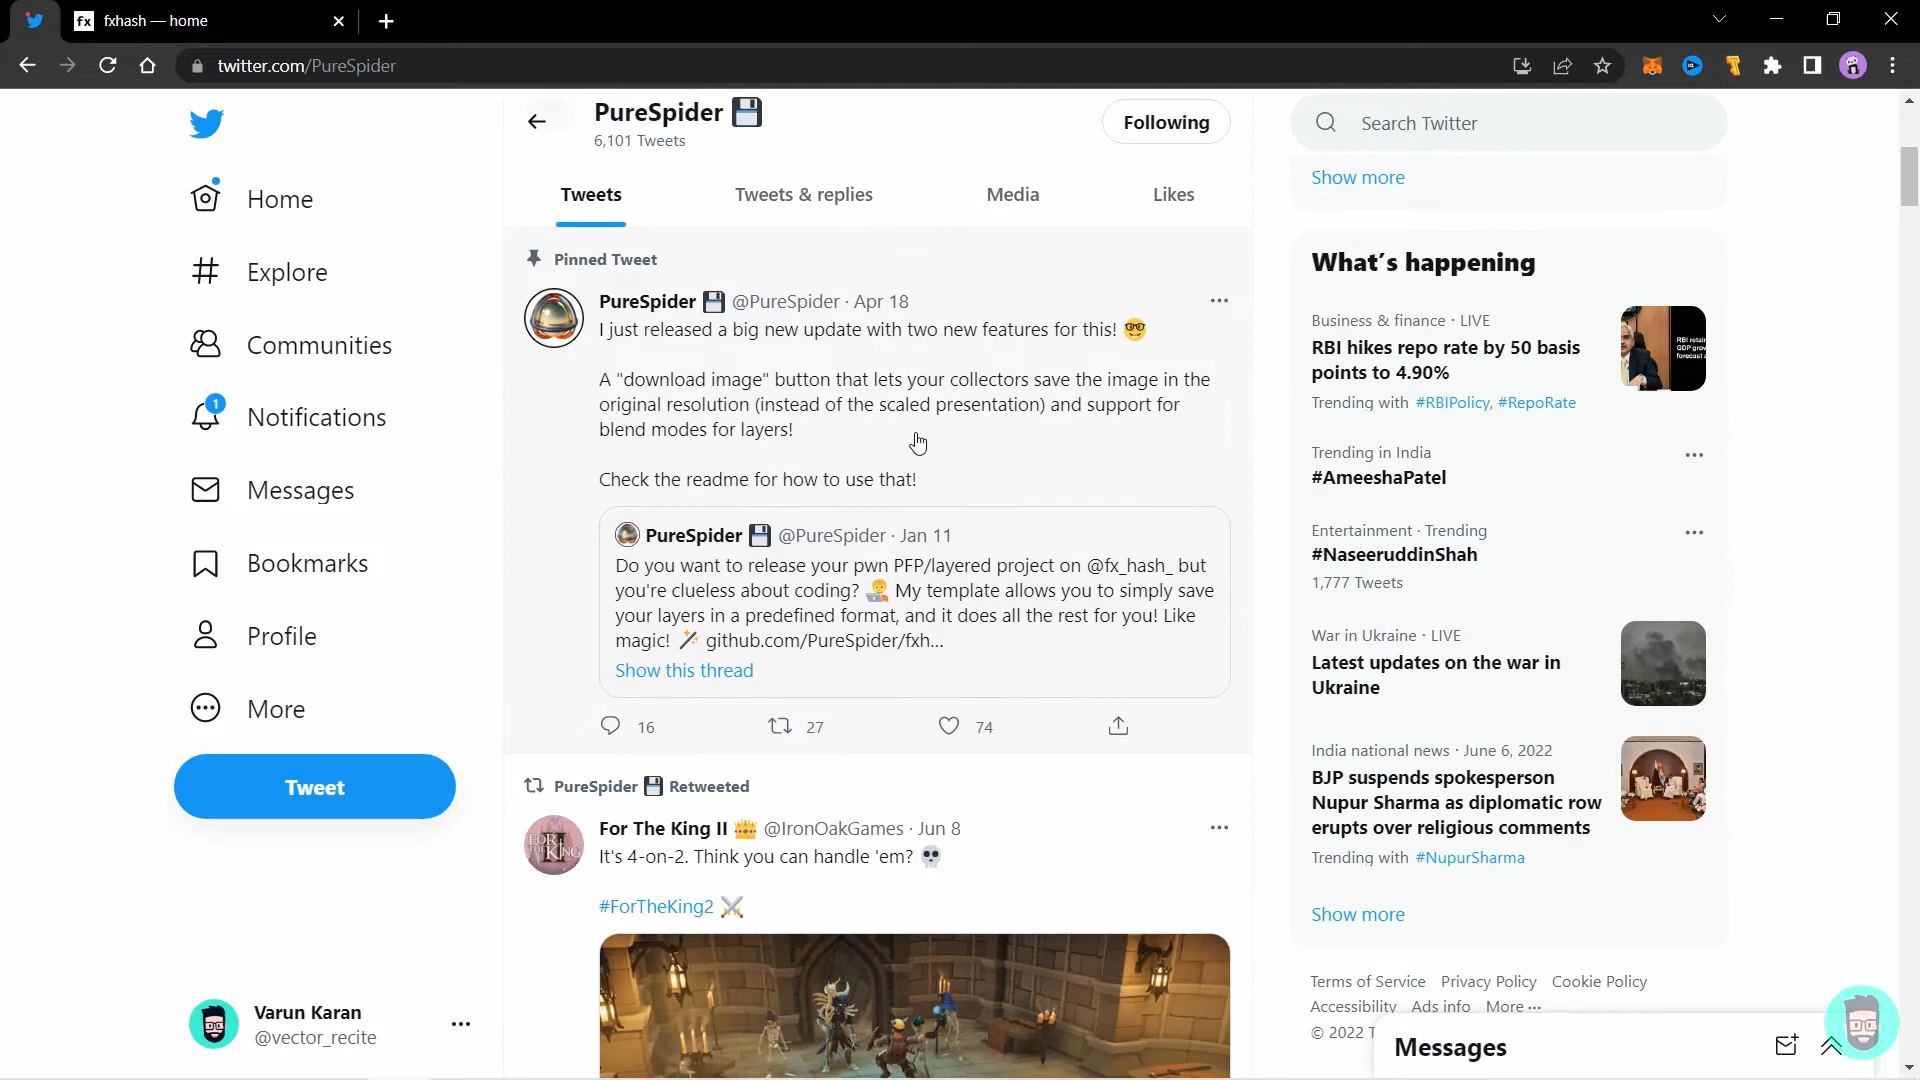 fx fxhash — home
twitter.com/PureSpider
PureSpider
6,101 Tweets
Following
Search Twitter
Show more
Home
Explore
Communities
1
Notifications
Messages
Bookmarks
Profile
More
Tweet
Varun Karan
@vector_recite
Tweets
Tweets & replies
Media
Likes
Pinned Tweet
PureSpider @PureSpider · Apr 18
I just released a big new update with two new features for this!
A "download image" button that lets your collectors save the image in the
original resolution (instead of the scaled presentation) and support for
blend modes for layers!
Check the readme for how to use that!
PureSpider @PureSpider · Jan 11
Do you want to release your pwn PFP/layered project on @fx_hash_ but
you're clueless about coding? My template allows you to simply save
your layers in a predefined format, and it does all the rest for you! Like
magic! github.com/PureSpider/fxh...
Show this thread
16
27
74
PureSpider Retweeted
For The King II @IronOakGames · Jun 8
It's 4-on-2. Think you can handle 'em?
#ForTheKing2
What's happening
Business & finance · LIVE
RBI hikes repo rate by 50 basis
points to 4.90%
Trending with #RBIPolicy, #RepoRate
Trending in India
#AmeeshaPatel
Entertainment · Trending
#NaseeruddinShah
1,777 Tweets
War in Ukraine · LIVE
Latest updates on the war in
Ukraine
India national news · June 6, 2022
BJP suspends spokesperson
Nupur Sharma as diplomatic row
erupts over religious comments
Trending with #NupurSharma
Show more
Terms of Service Privacy Policy Cookie Policy
Accessibility Ads info More
© 2022
Messages